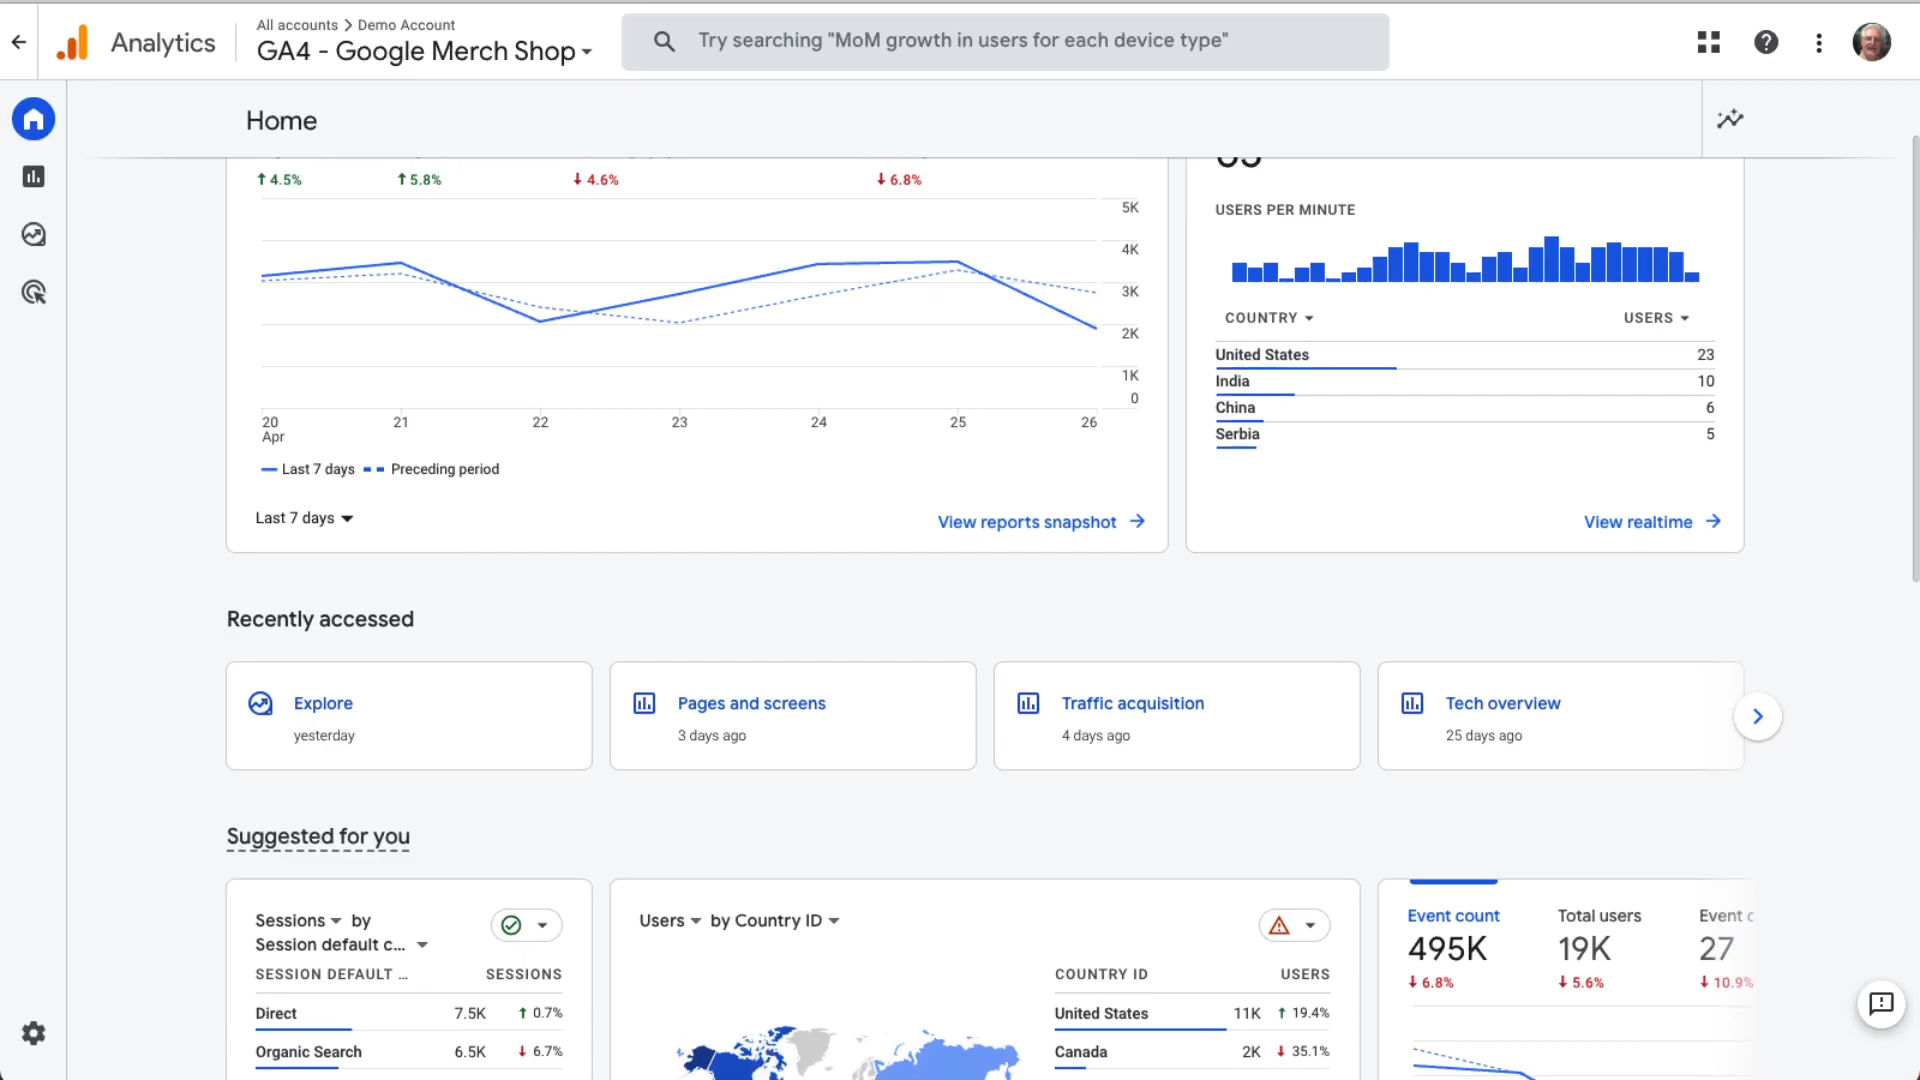 All accounts > Demo Account
Analytics
GA4 - Google Merch Shop
Try searching "MoM growth in users for each device type"
Home
4.5%
5.8%
4.6%
6.8%
5K
4K
3K
2K
1K
0
20
Apr
21
22
23
24
25
26
Last 7 days
Preceding period
Last 7 days
View reports snapshot
USERS PER MINUTE
COUNTRY
USERS
United States
23
India
10
China
6
Serbia
5
View realtime
Recently accessed
Explore
yesterday
Pages and screens
3 days ago
Traffic acquisition
4 days ago
Tech overview
25 days ago
Suggested for you
Sessions by
Session default c...
SESSION DEFAULT ...
SESSIONS
Direct
7.5K
0.7%
Organic Search
6.5K
6.7%
Users by Country ID
COUNTRY ID
USERS
United States
11K
19.4%
Canada
2K
35.1%
Event count
495K
6.8%
Total users
19K
5.6%
Event c
27
10.9%